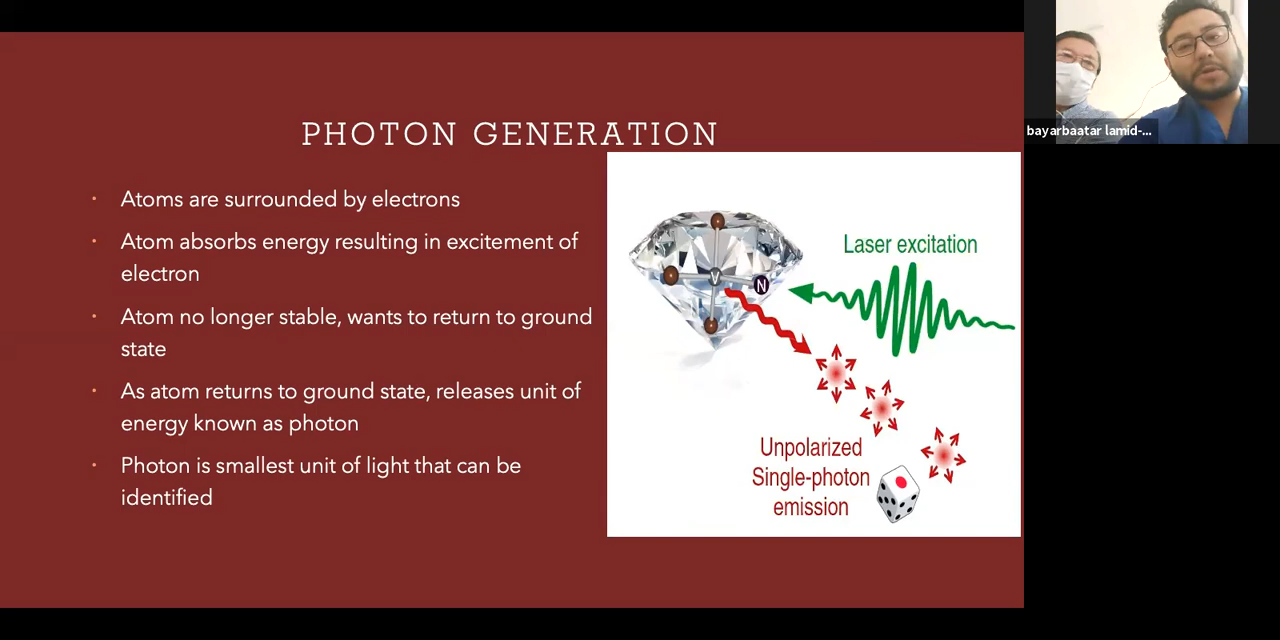 PHOTON GENERATION
Atoms are surrounded by electrons
Atom absorbs energy resulting in excitement of
electron
Atom no longer stable, wants to return to ground
state
As atom returns to ground state, releases unit of
energy known as photon
Photon is smallest unit of light that can be
identified
Laser excitation
V
N
Unpolarized
Single-photon
emission
bayarbaatar lamid-...